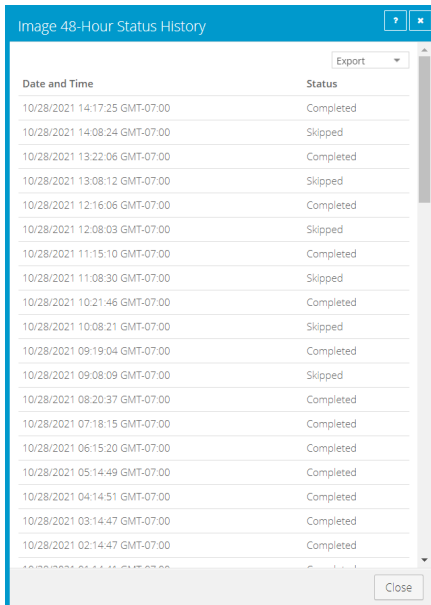 Image 48-Hour Status History
? ×
Export
Date and Time Status
10/28/2021 14:17:25 GMT-07:00 Completed
10/28/2021 14:08:24 GMT-07:00 Skipped
10/28/2021 13:22:06 GMT-07:00 Completed
10/28/2021 13:08:12 GMT-07:00 Skipped
10/28/2021 12:16:06 GMT-07:00 Completed
10/28/2021 12:08:03 GMT-07:00 Skipped
10/28/2021 11:15:10 GMT-07:00 Completed
10/28/2021 11:08:30 GMT-07:00 Skipped
10/28/2021 10:21:46 GMT-07:00 Completed
10/28/2021 10:08:21 GMT-07:00 Skipped
10/28/2021 09:19:04 GMT-07:00 Completed
10/28/2021 09:08:09 GMT-07:00 Skipped
10/28/2021 08:20:37 GMT-07:00 Completed
10/28/2021 07:18:15 GMT-07:00 Completed
10/28/2021 06:15:20 GMT-07:00 Completed
10/28/2021 05:14:49 GMT-07:00 Completed
10/28/2021 04:14:51 GMT-07:00 Completed
10/28/2021 03:14:47 GMT-07:00 Completed
10/28/2021 02:14:47 GMT-07:00 Completed
Close